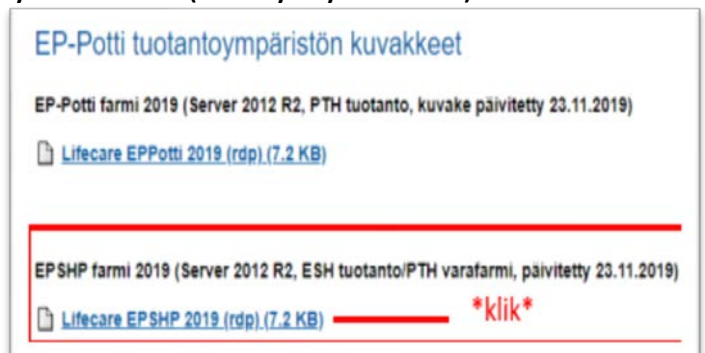 EP-Potti tuotantoympäristön kuvakkeet
EP-Potti farmi 2019 (Server 2012 R2, PTH tuotanto, kuvake päivitetty 23.11.2019)
Lifecare EPPotti 2019 (rdp) (7.2 KB)
EPSHP farmi 2019 (Server 2012 R2, ESH tuotanto/PTH varafarmi, päivitetty 23.11.2019)
Lifecare EPSHP 2019 (rdp) (7.2 KB) *klik*